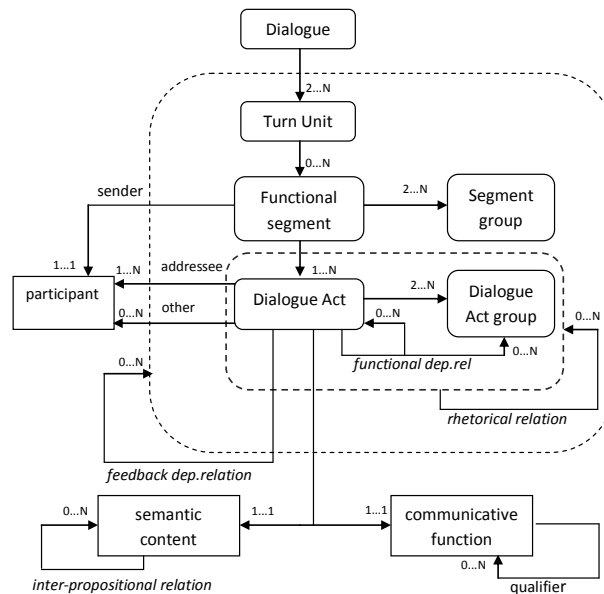 Dialogue
2...N
Turn Unit
0...N
sender
Functional
segment
2...N
Segment
group
1...1
1...N
addressee
1...N
participant
Dialogue Act
2...N
Dialogue
Act group
0...N
other
0...N
0...N
0...N
functional dep.rel
0...N
rhetorical relation
feedback dep.relation
0...N
semantic
content
1...1
1...1
communicative
function
0...N
inter-propositional relation
qualifier